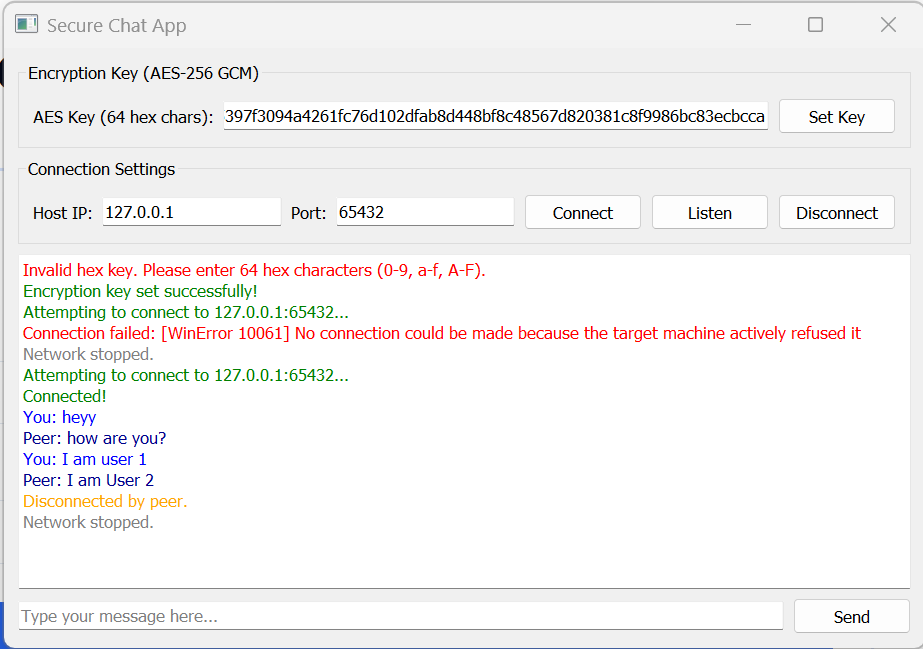 Secure Chat App
Encryption Key (AES-256 GCM)
AES Key (64 hex chars): 397f3094a4261fc76d102dfab8d448bf8c48567d820381c8f9986bc83ecbcca Set Key
Connection Settings
Host IP: 127.0.0.1 Port: 65432 Connect Listen Disconnect
Invalid hex key. Please enter 64 hex characters (0-9, a-f, A-F).
Encryption key set successfully!
Attempting to connect to 127.0.0.1:65432...
Connection failed: [WinError 10061] No connection could be made because the target machine actively refused it
Network stopped.
Attempting to connect to 127.0.0.1:65432...
Connected!
You: heyy
Peer: how are you?
You: I am user 1
Peer: I am User 2
Disconnected by peer.
Network stopped.
Type your message here... Send